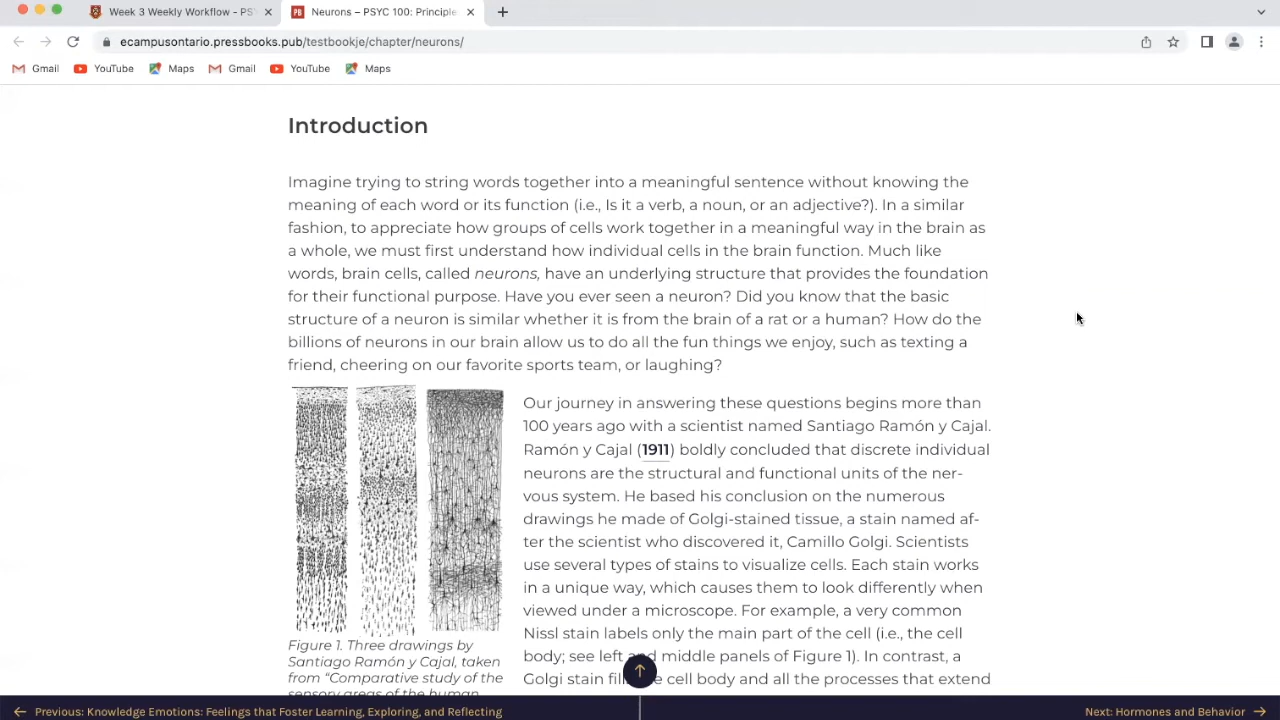 Week 3 Weekly Workflow - PS
Neurons – PSYC 100: Principle
ecampusontario.pressbooks.pub/testbookje/chapter/neurons/
Gmail
YouTube
Maps
Gmail
YouTube
Maps
Introduction
Imagine trying to string words together into a meaningful sentence without knowing the
meaning of each word or its function (i.e., Is it a verb, a noun, or an adjective?). In a similar
fashion, to appreciate how groups of cells work together in a meaningful way in the brain as
a whole, we must first understand how individual cells in the brain function. Much like
words, brain cells, called neurons, have an underlying structure that provides the foundation
for their functional purpose. Have you ever seen a neuron? Did you know that the basic
structure of a neuron is similar whether it is from the brain of a rat or a human? How do the
billions of neurons in our brain allow us to do all the fun things we enjoy, such as texting a
friend, cheering on our favorite sports team, or laughing?
Our journey in answering these questions begins more than
100 years ago with a scientist named Santiago Ramón y Cajal.
Ramón y Cajal (1911) boldly concluded that discrete individual
neurons are the structural and functional units of the ner-
vous system. He based his conclusion on the numerous
drawings he made of Golgi-stained tissue, a stain named af-
ter the scientist who discovered it, Camillo Golgi. Scientists
use several types of stains to visualize cells. Each stain works
in a unique way, which causes them to look differently when
viewed under a microscope. For example, a very common
Nissl stain labels only the main part of the cell (i.e., the cell
body; see left and middle panels of Figure 1). In contrast, a
Golgi stain cell body and all the processes that extend
Figure 1. Three drawings by
Santiago Ramón y Cajal, taken
from “Comparative study of the
sensory areas of the human
Previous: Knowledge Emotions: Feelings that Foster Learning, Exploring, and Reflecting
Next: Hormones and Behavior